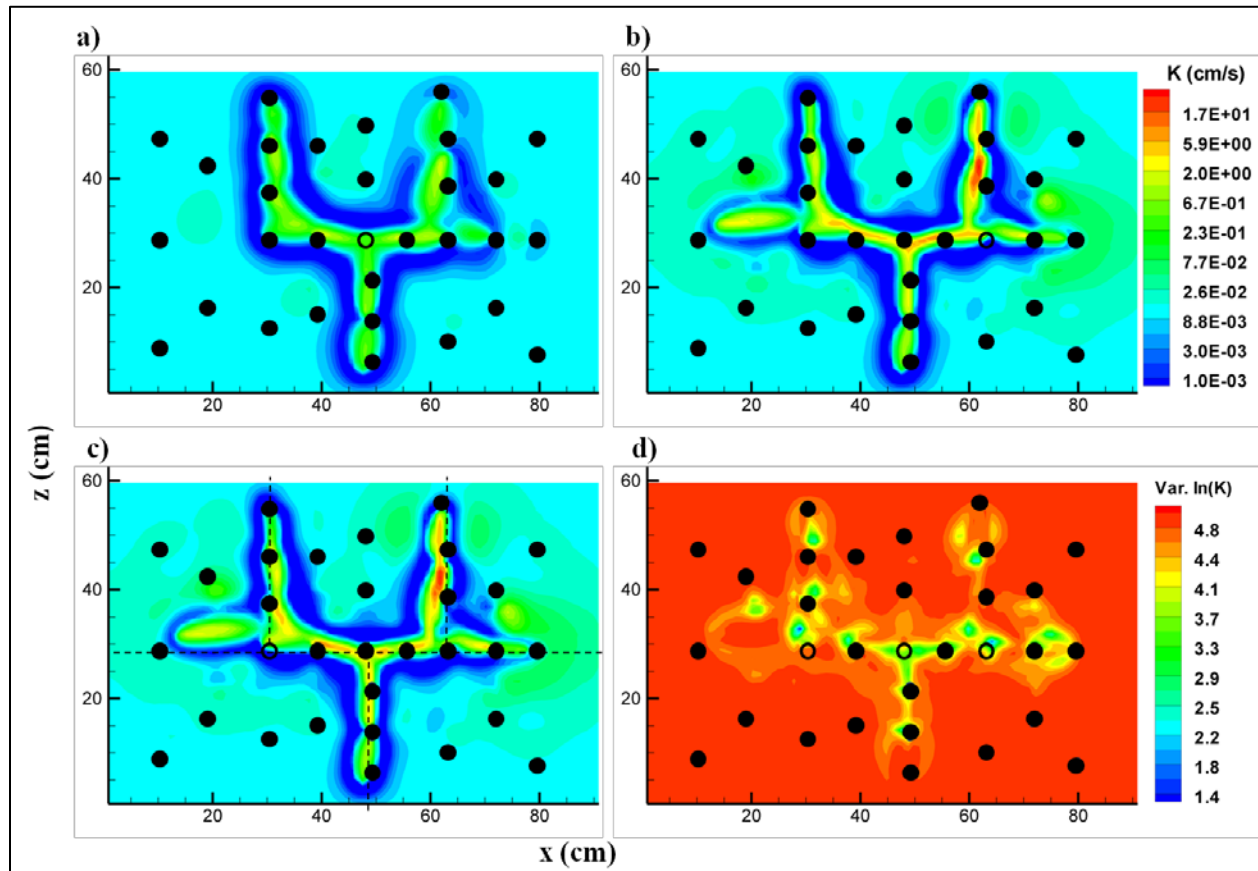 a)
b)
60
40
20
20 40 60 80
60
40
20
20 40 60 80
K (cm/s)
1.7E+01
5.9E+00
2.0E+00
6.7E-01
2.3E-01
7.7E-02
2.6E-02
8.8E-03
3.0E-03
1.0E-03
c)
d)
60
40
20
20 40 60 80
60
40
20
20 40 60 80
Var. ln(K)
4.8
4.4
4.1
3.7
3.3
2.9
2.5
2.2
1.8
1.4
z (cm)
x (cm)